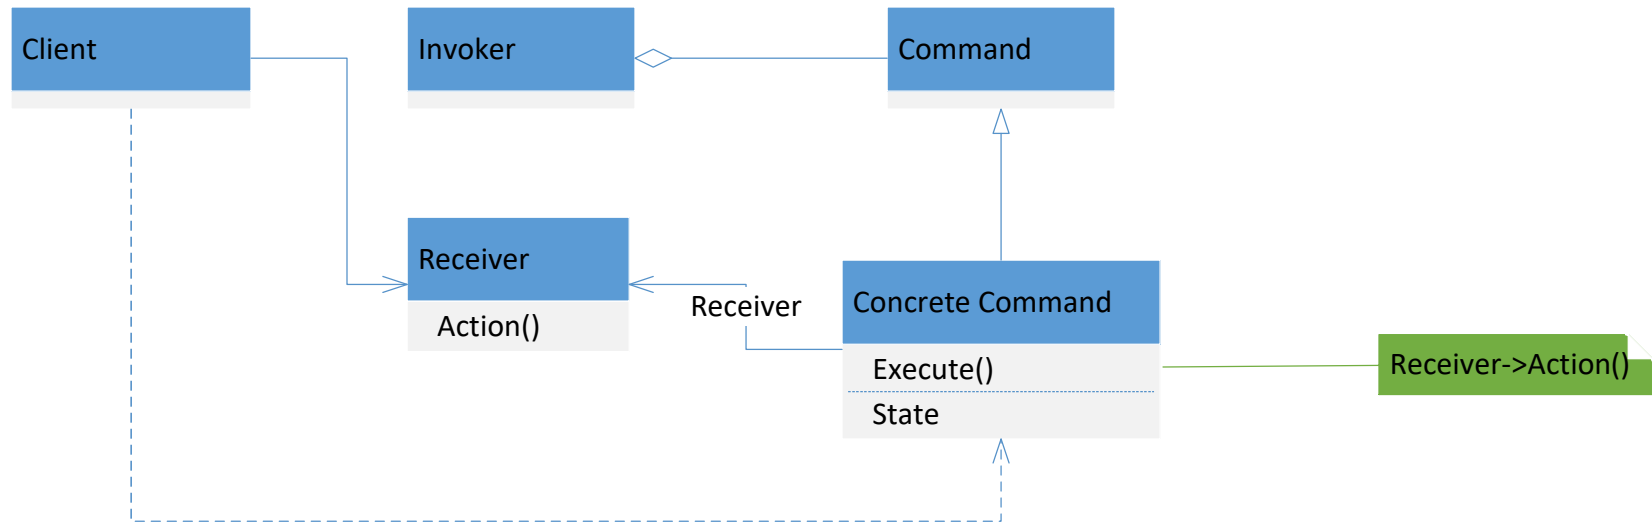 Client
Invoker
Command
Receiver
Action()
Receiver
Concrete Command
Execute()
State
Receiver->Action()